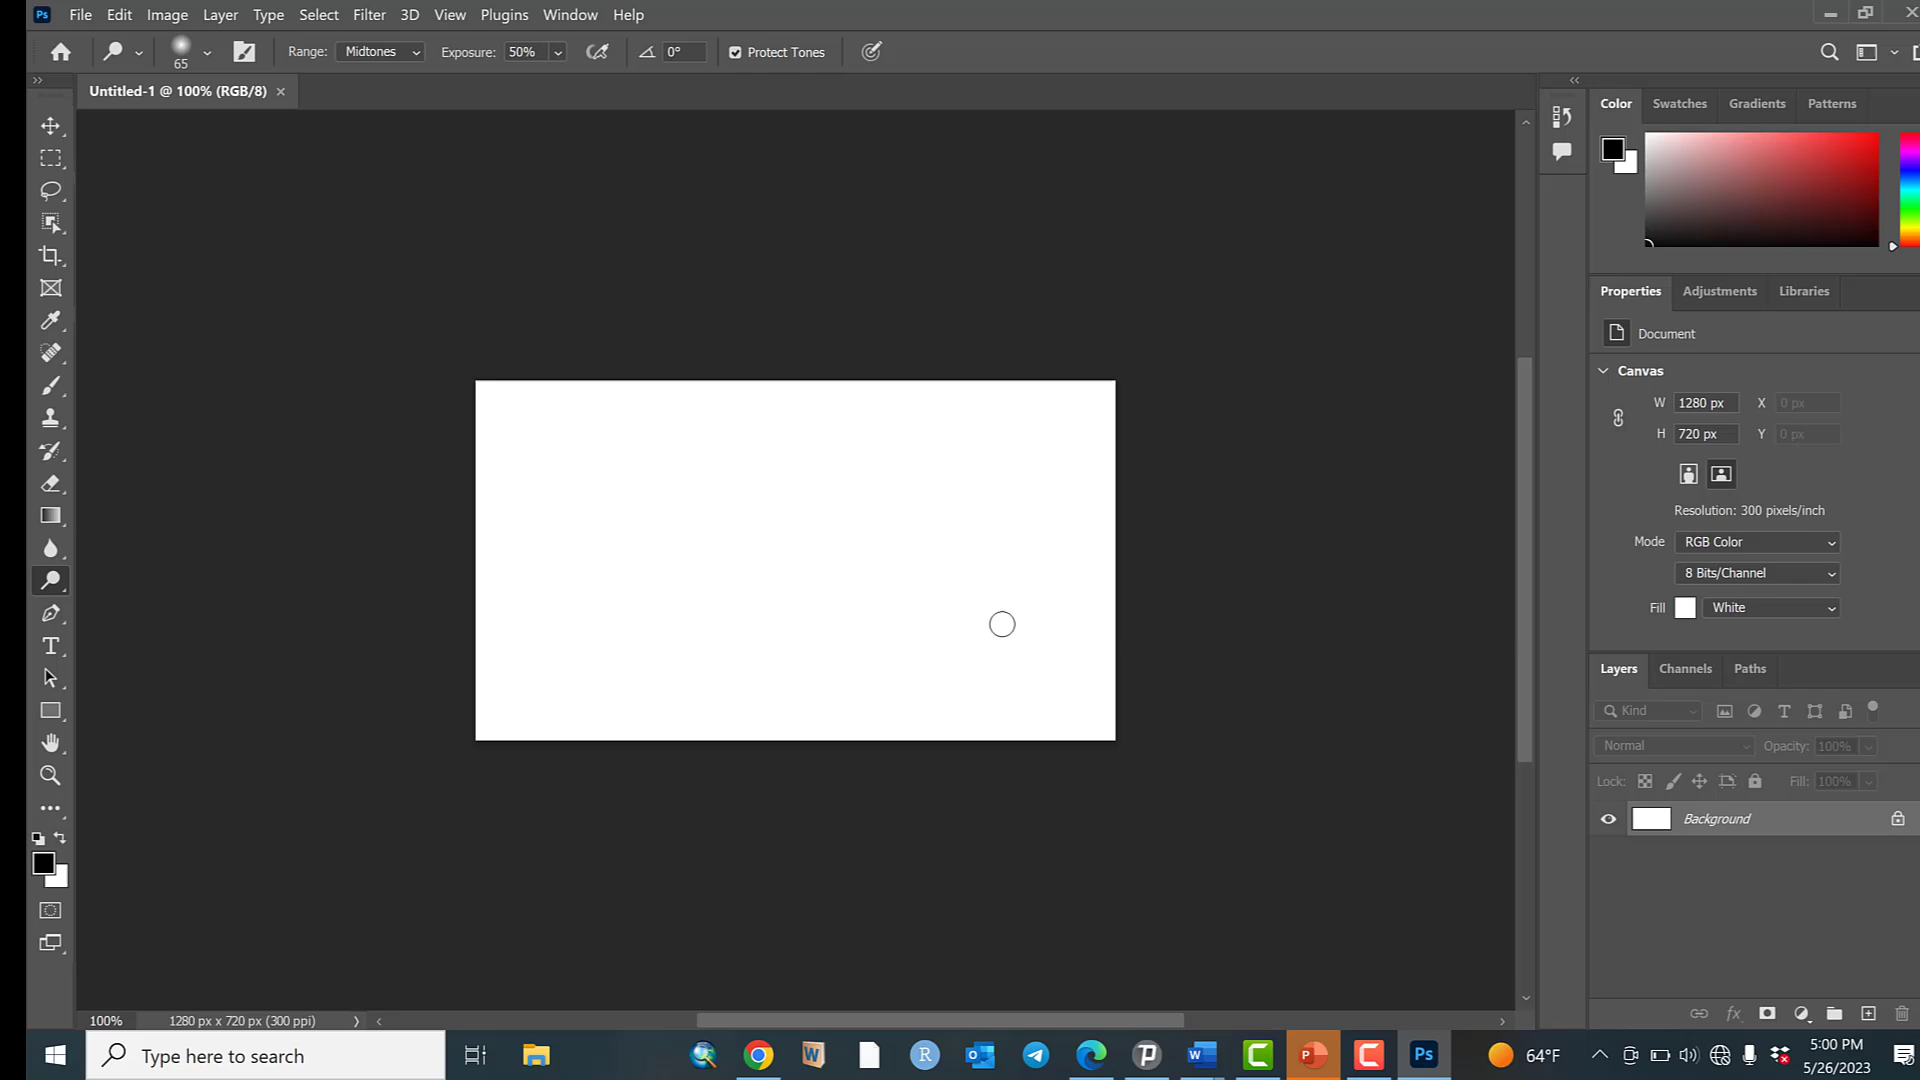 Ps File Edit Image Layer Type Select Filter 3D View Plugins Window Help
65 Range: Midtones Exposure: 50% 0° Protect Tones
Untitled-1 @ 100% (RGB/8)
Color Swatches Gradients Patterns
Properties Adjustments Libraries
Document
Canvas
W 1280 px X 0 px
H 720 px Y 0 px
Resolution: 300 pixels/inch
Mode RGB Color
8 Bits/Channel
Fill White
Layers Channels Paths
Kind
Normal Opacity: 100%
Lock: Fill: 100%
Background
100% 1280 px x 720 px (300 ppi)
Type here to search
64°F
5:00 PM
5/26/2023